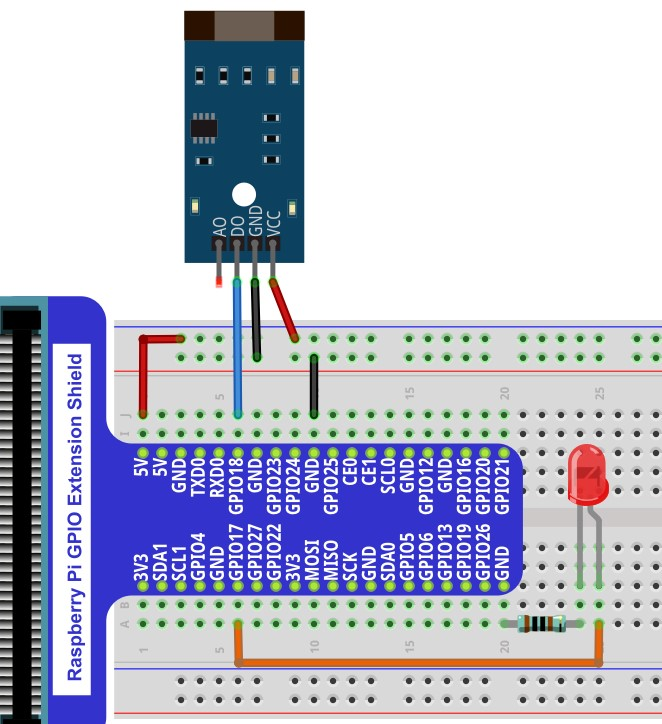 AO
DO
GND
VCC
Raspberry Pi GPIO Extension Shield
5
15
20
25
J
I
5V
5V
GND
TXD0
RXD0
GPIO18
GND
GPIO23
GPIO24
GND
GPIO25
CE0
CE1
SCL0
GND
GPIO12
GND
GPIO16
GPIO20
GPIO21
3V3
SDA1
SCL1
GPIO4
GND
GPIO17
GPIO27
GPIO22
3V3
MOSI
MISO
SCK
GND
SDA0
GPIO5
GPIO6
GPIO13
GPIO19
GPIO26
GND
B
A
1
5
10
15
20
25